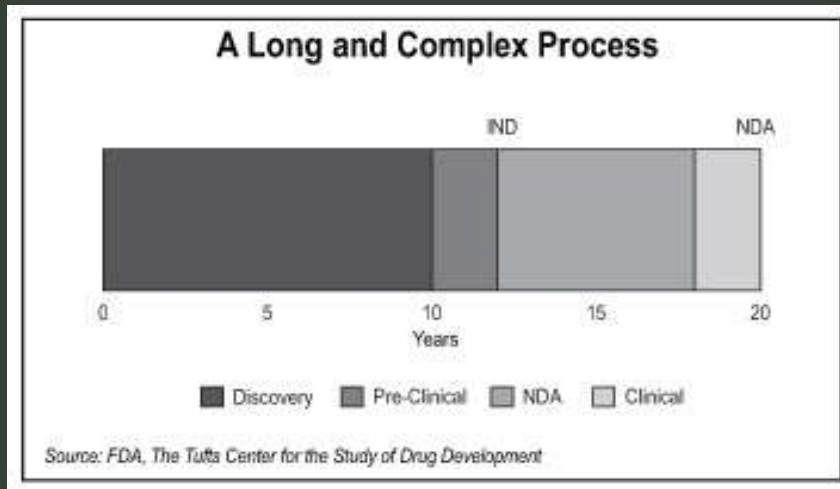 A Long and Complex Process
IND NDA
0 5 10 15 20
Years
Discovery Pre-Clinical NDA Clinical
Source: FDA, The Tufts Center for the Study of Drug Development